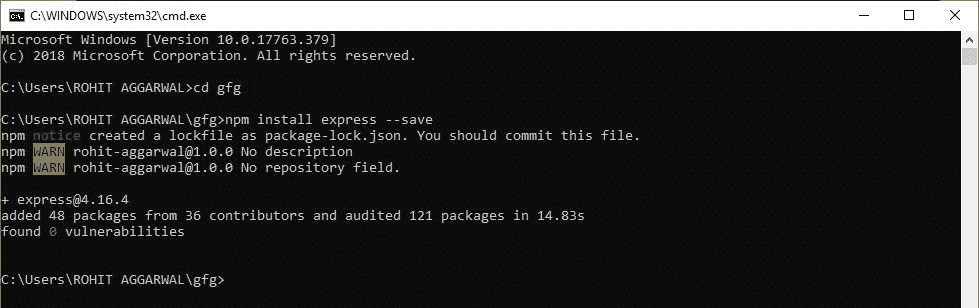 C:\WINDOWS\system32\cmd.exe
Microsoft Windows [Version 10.0.17763.379]
(c) 2018 Microsoft Corporation. All rights reserved.
C:\Users\ROHIT AGGARWAL>cd gfg
C:\Users\ROHIT AGGARWAL\gfg>npm install express --save
npm notice created a lockfile as package-lock.json. You should commit this file.
npm WARN rohit-aggarwal@1.0.0 No description
npm WARN rohit-aggarwal@1.0.0 No repository field.
+ express@4.16.4
added 48 packages from 36 contributors and audited 121 packages in 14.83s
found 0 vulnerabilities
C:\Users\ROHIT AGGARWAL\gfg>